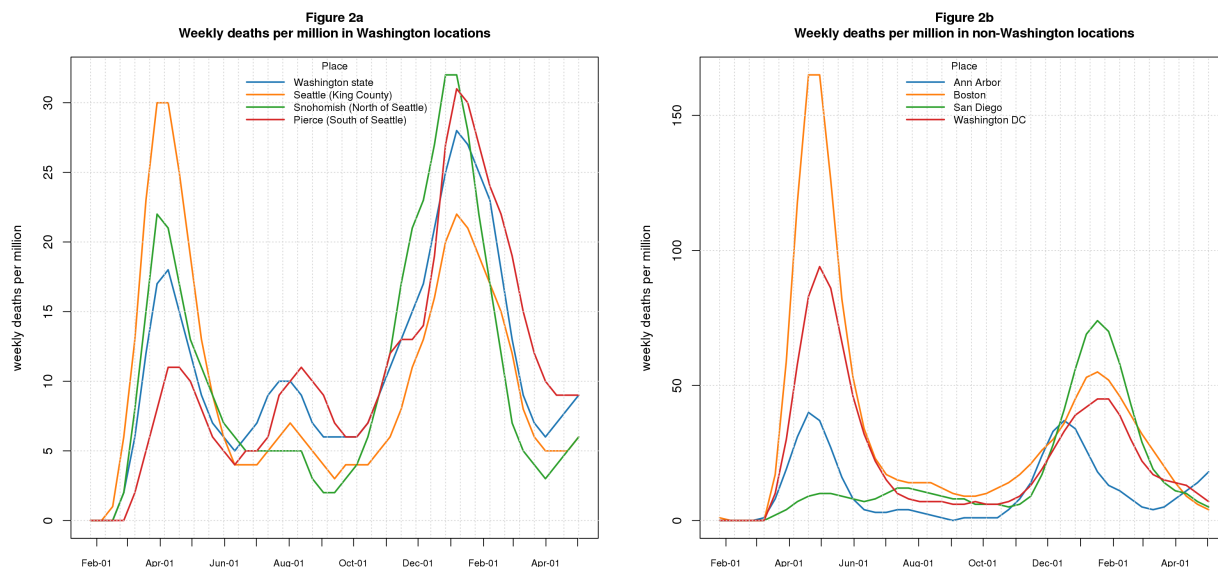 Figure 2a
Weekly deaths per million in Washington locations
Place
Washington state
Seattle (King County)
Snohomish (North of Seattle)
Pierce (South of Seattle)
weekly deaths per million
30
25
20
15
10
5
0
Feb-01 Apr-01 Jun-01 Aug-01 Oct-01 Dec-01 Feb-01 Apr-01
Figure 2b
Weekly deaths per million in non-Washington locations
Place
Ann Arbor
Boston
San Diego
Washington DC
weekly deaths per million
150
100
50
0
Feb-01 Apr-01 Jun-01 Aug-01 Oct-01 Dec-01 Feb-01 Apr-01